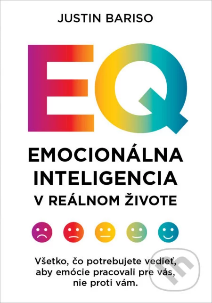 JUSTIN BARISO
EQ
EMOCIONÁLNA
INTELIGENCIA
V REÁLNOM ŽIVOTE
Všetko, čo potrebujete vedieť,
aby emócie pracovali pre vás,
nie proti vám.
m